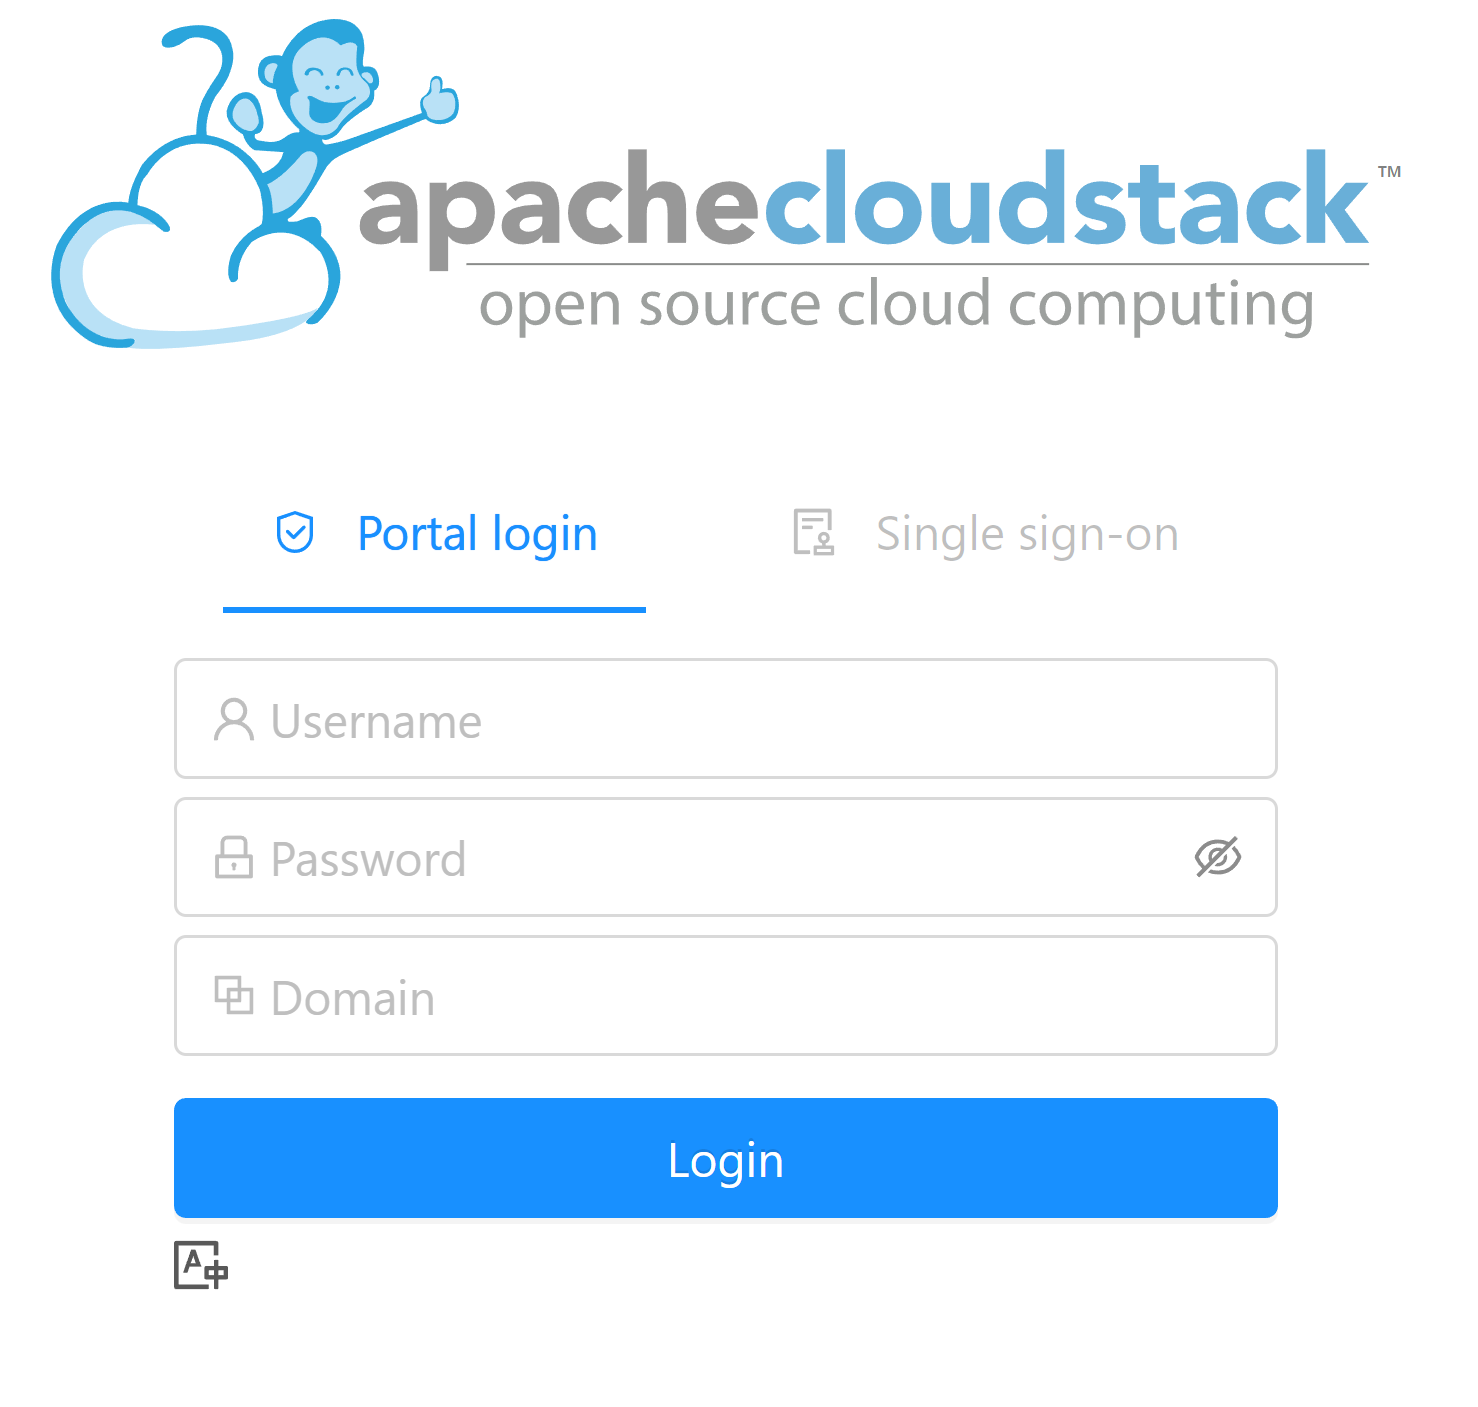 apachecloudstack™
open source cloud computing
Portal login
Single sign-on
Username
Password
Domain
Login
A